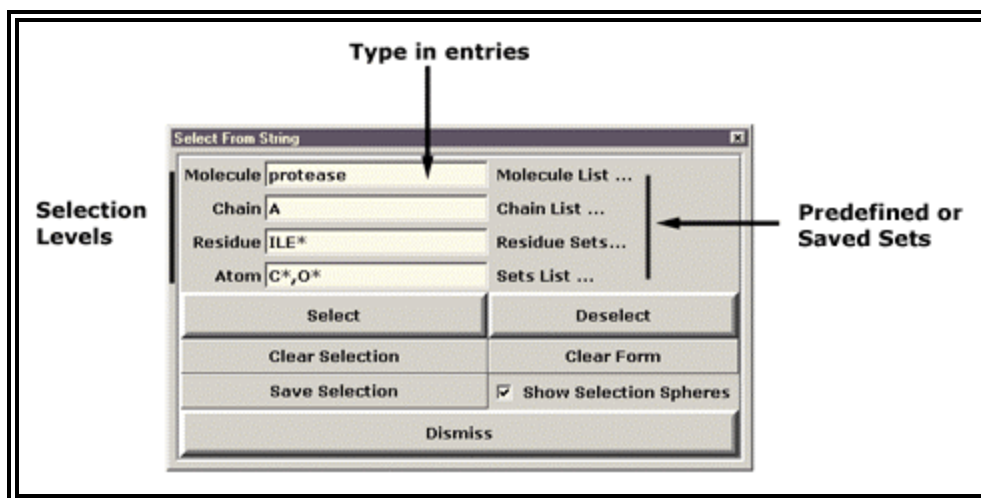 Type in entries
Select From String
Molecule protease Molecule List ...
Chain A Chain List ...
Residue ILE* Residue Sets...
Atom C*,O* Sets List ...
Selection
Levels
Predefined or
Saved Sets
Select Deselect
Clear Selection Clear Form
Save Selection Show Selection Spheres
Dismiss